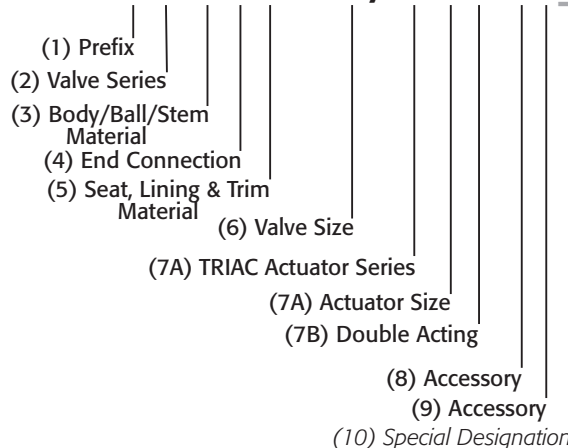 (1) Prefix
(2) Valve Series
(3) Body/Ball/Stem
Material
(4) End Connection
(5) Seat, Lining & Trim
Material
(6) Valve Size
(7A) TRIAC Actuator Series
(7A) Actuator Size
(7B) Double Acting
(8) Accessory
(9) Accessory
(10) Special Designation